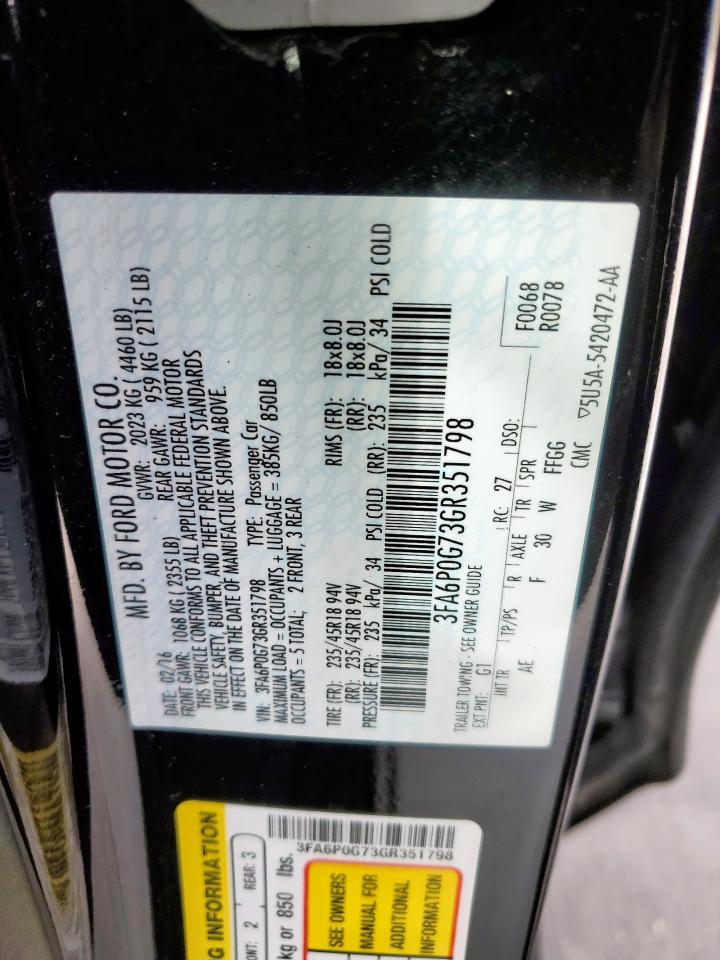 MFD. BY FORD MOTOR CO.
DATE: 02/16 GVWR: 2023 KG ( 4460 LB)
FRONT GAWR: 1068 KG ( 2355 LB) REAR GAWR: 959 KG ( 2115 LB)
THIS VEHICLE CONFORMS TO ALL APPLICABLE FEDERAL MOTOR
VEHICLE SAFETY, BUMPER, AND THEFT PREVENTION STANDARDS
IN EFFECT ON THE DATE OF MANUFACTURE SHOWN ABOVE.
VIN: 3FA6P0G73GR351798 TYPE: Passenger Car
MAXIMUM LOAD = OCCUPANTS + LUGGAGE = 385KG/ 850LB
OCCUPANTS = 5 TOTAL; 2 FRONT, 3 REAR
TIRE (FR): 235/45R18 94V RIMS (FR): 18x8.0J
(RR): 235/45R18 94V (RR): 18x8.0J
PRESSURE (FR): 235 kPa/ 34 PSI COLD (RR): 235 kPa/ 34 PSI COLD
3FA6P0G73GR351798
TRAILER TOWING - SEE OWNER GUIDE
EXT PNT: G1 RC: 27 DSO: F0068
R0078
INT TR TP/PS R AXLE TR SPR
AE F 30 W FFGG
CMC ▽5U5A-5420472-AA
G INFORMATION
ONT: 2 REAR: 3
kg or 850 lbs.
3FA6P0G73GR351798
SEE OWNERS
MANUAL FOR
ADDITIONAL
INFORMATION